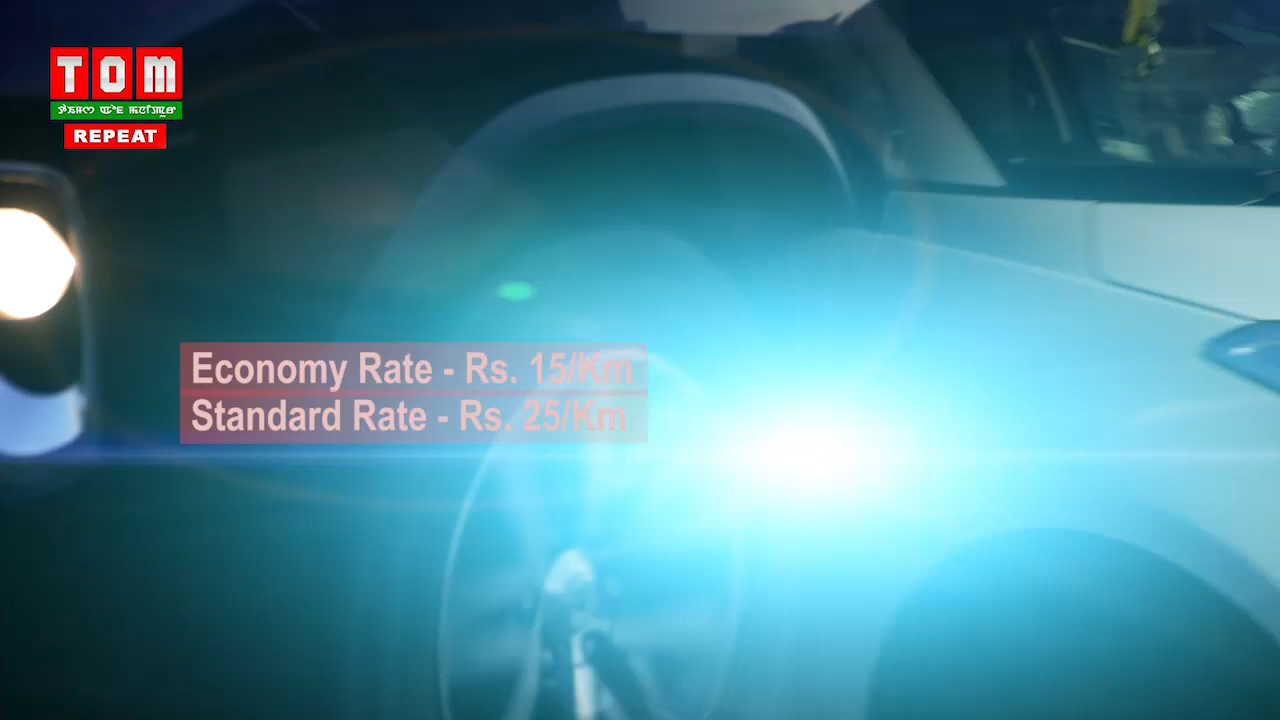 TOM
REPEAT
Economy Rate - Rs. 15/Km
Standard Rate - Rs. 25/Km